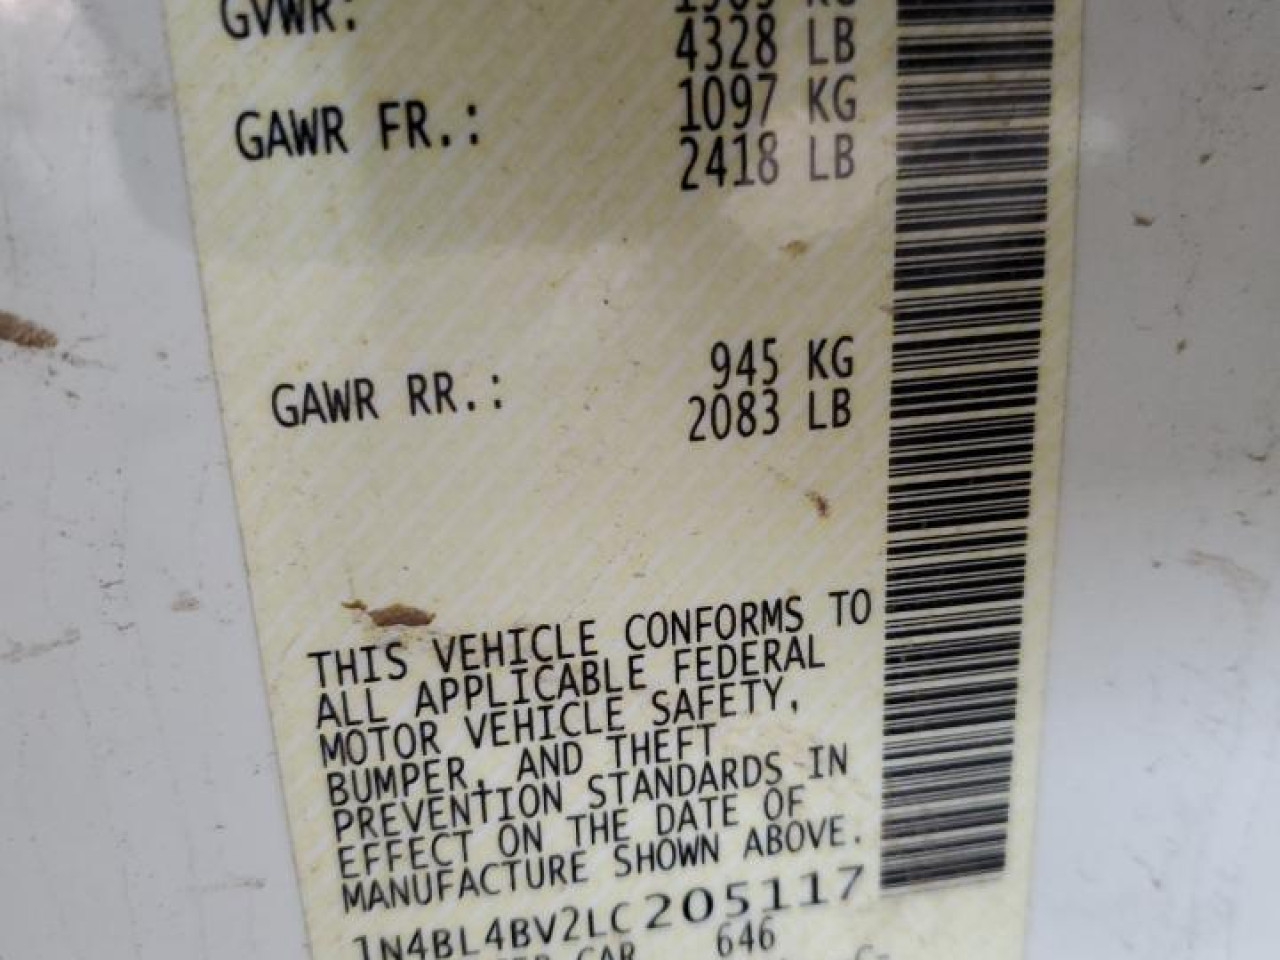 GVWR:
4328 LB
GAWR FR.: 1097 KG
2418 LB
GAWR RR.: 945 KG
2083 LB
THIS VEHICLE CONFORMS TO
ALL APPLICABLE FEDERAL
MOTOR VEHICLE SAFETY,
BUMPER, AND THEFT
PREVENTION STANDARDS IN
EFFECT ON THE DATE OF
MANUFACTURE SHOWN ABOVE.
1N4BL4BV2LC205117
CAR 646